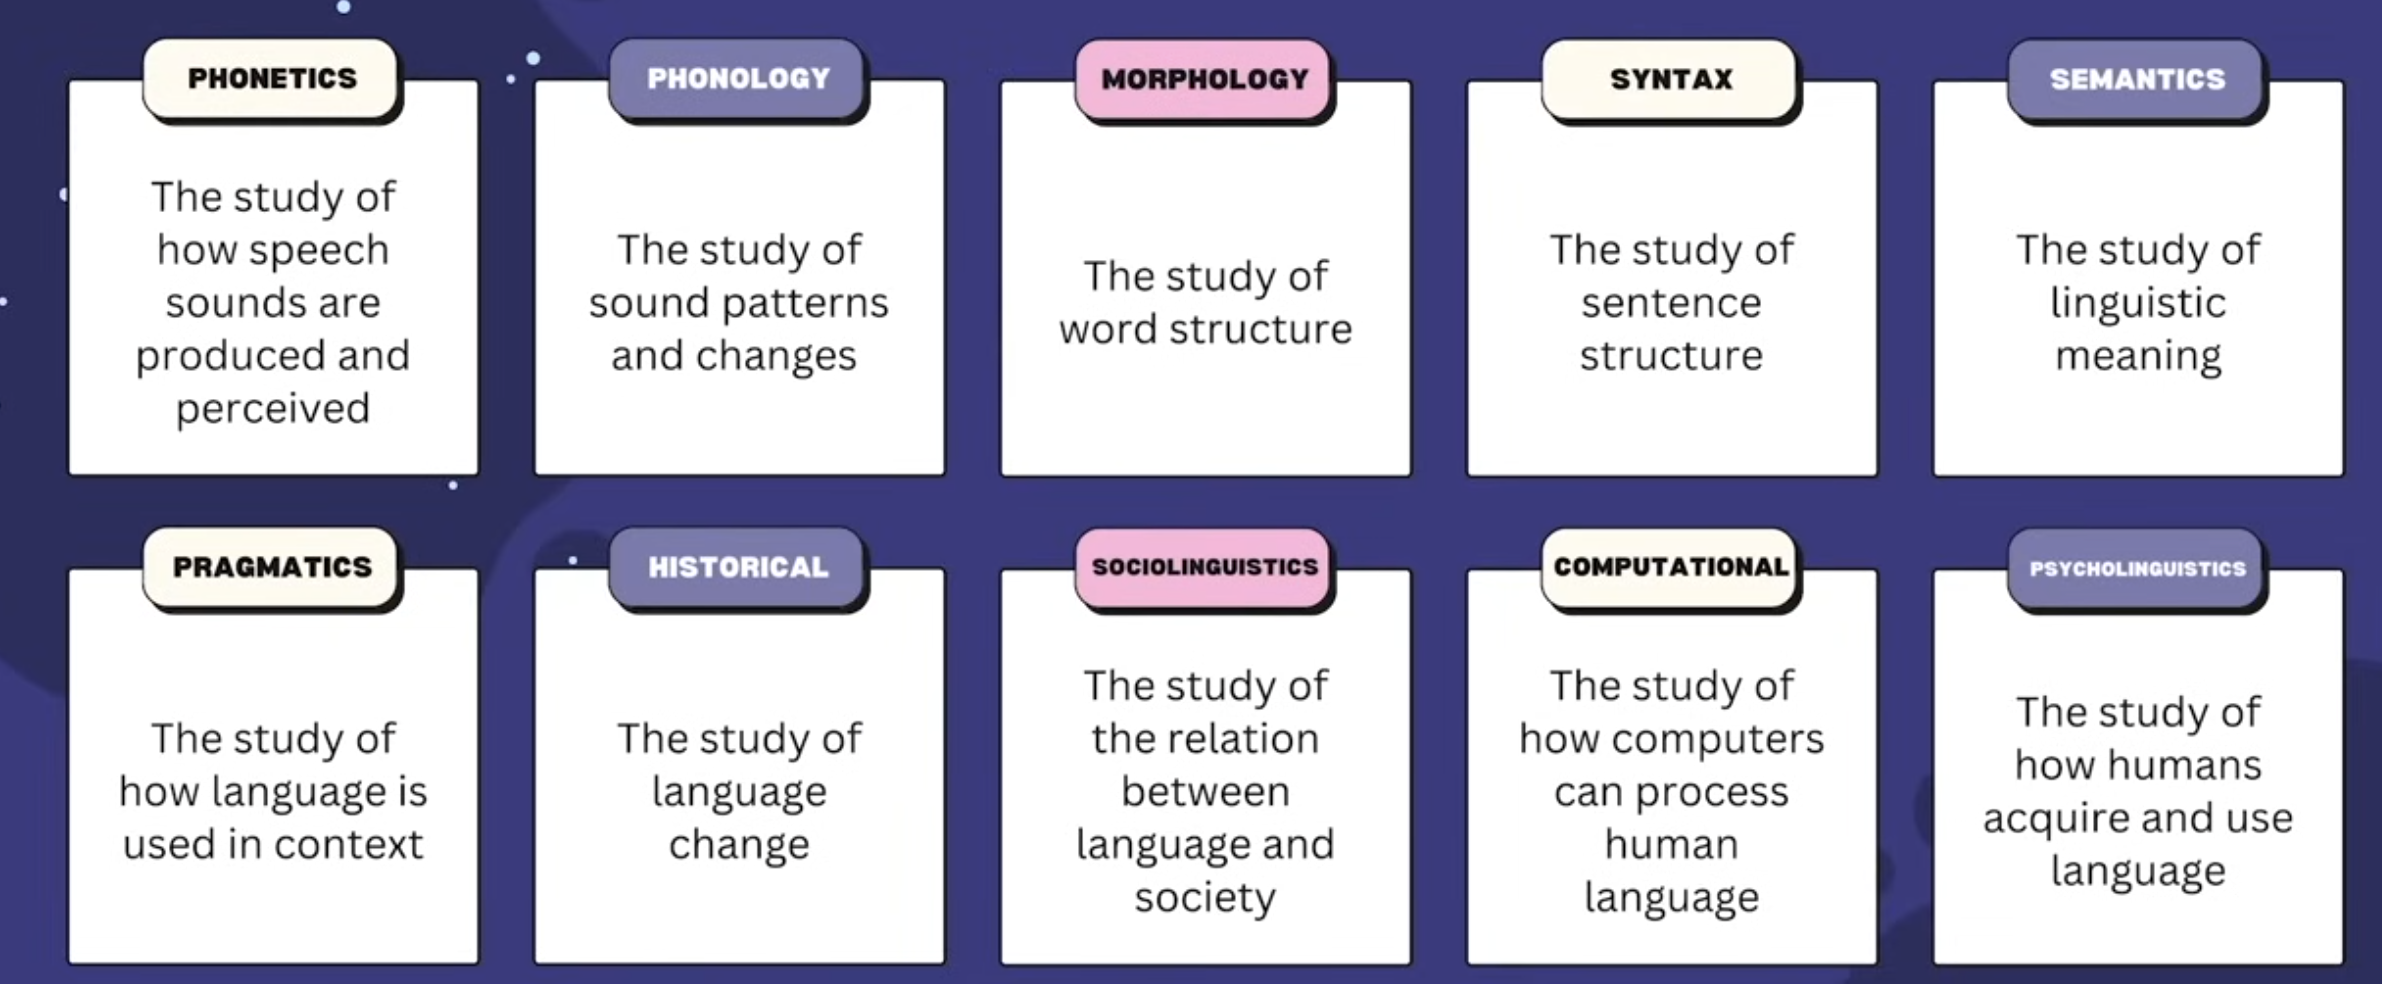 PHONETICS
The study of
how speech
sounds are
produced and
perceived
PHONOLOGY
The study of
sound patterns
and changes
MORPHOLOGY
The study of
word structure
SYNTAX
The study of
sentence
structure
SEMANTICS
The study of
linguistic
meaning
PRAGMATICS
The study of
how language is
used in context
HISTORICAL
The study of
language
change
SOCIOLINGUISTICS
The study of
the relation
between
language and
society
COMPUTATIONAL
The study of
how computers
can process
human
language
PSYCHOLINGUISTICS
The study of
how humans
acquire and use
language